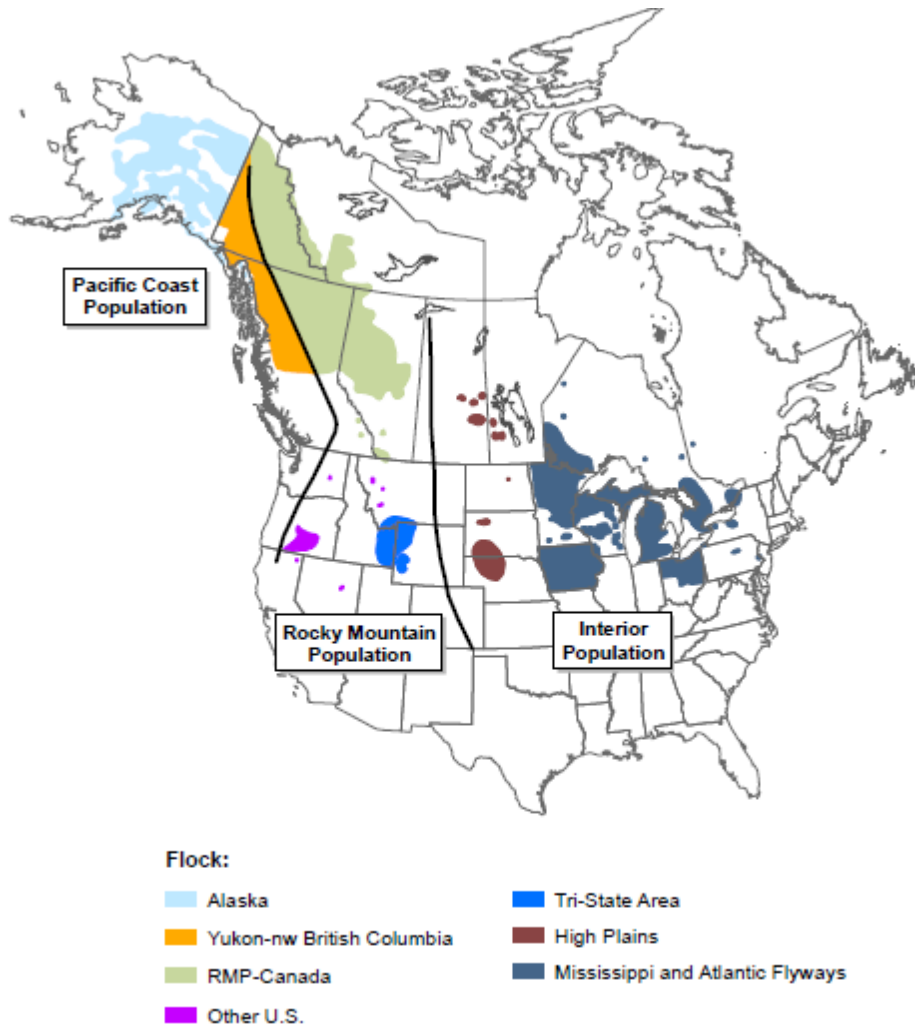 Pacific Coast
Population
Rocky Mountain
Population
Interior
Population
Flock:
Alaska
Yukon-nw British Columbia
RMP-Canada
Other U.S.
Tri-State Area
High Plains
Mississippi and Atlantic Flyways